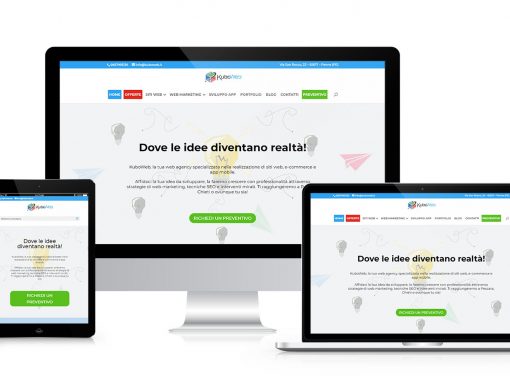 info@kuboweb.it
KuboWeb
HOME OFFERTE SITI WEB WEB MARKETING SVILUPPO APP PORTFOLIO BLOG CONTATTI PREVENTIVO
Dove le idee diventano realtà!
KuboWeb, la tua web agency specializzata nella realizzazione di siti web, e-commerce e
app mobile.
Affidaci la tua idea da sviluppare, la faremo crescere con professionalità attraverso
strategie di web marketing, tecniche SEO e interventi mirati. Ti raggiungeremo a Pescara,
Chieti o ovunque tu sia!
RICHIEDI UN PREVENTIVO
KuboWeb
Dove le idee
diventano realtà!
RICHIEDI UN
PREVENTIVO
KuboWeb
HOME OFFERTE SITI WEB WEB MARKETING SVILUPPO APP PORTFOLIO BLOG CONTATTI PREVENTIVO
Dove le idee diventano realtà!
KuboWeb, la tua web agency specializzata nella realizzazione di siti web, e-commerce e
app mobile.
Affidaci la tua idea da sviluppare, la faremo crescere con professionalità attraverso
strategie di web marketing, tecniche SEO e interventi mirati. Ti raggiungeremo a Pescara,
Chieti o ovunque tu sia!
RICHIEDI UN PREVENTIVO